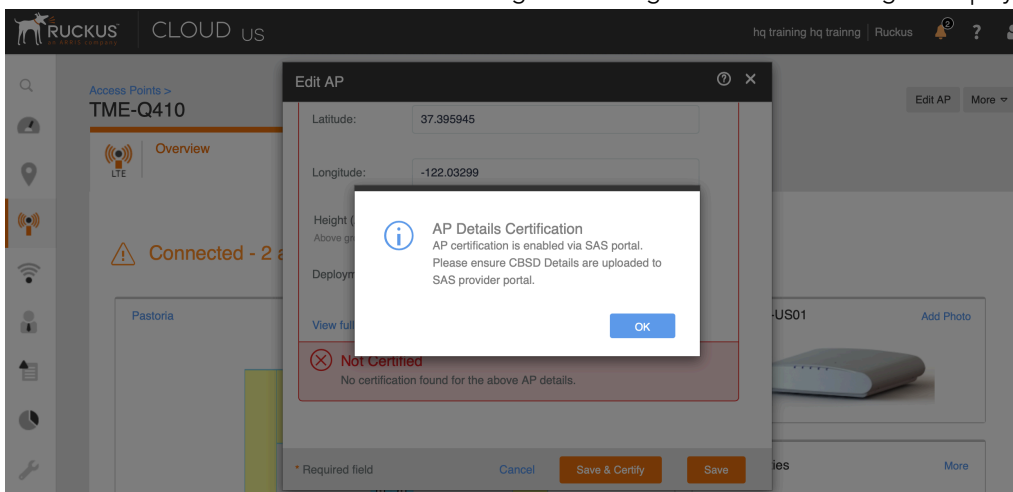 RUCKUS
an ARRIS company
CLOUD US
hq training hq trainng | Ruckus
2
?
Access Points >
TME-Q410
Edit AP
More
LTE
Overview
Connected - 2
Pastoria
Edit AP
Latitude:
37.395945
Longitude:
-122.03299
Height (
Above gr
Deploym
View full
AP Details Certification
AP certification is enabled via SAS portal.
Please ensure CBSD Details are uploaded to
SAS provider portal.
OK
Not Certified
No certification found for the above AP details.
* Required field
Cancel
Save & Certify
Save
-US01
Add Photo
ies
More